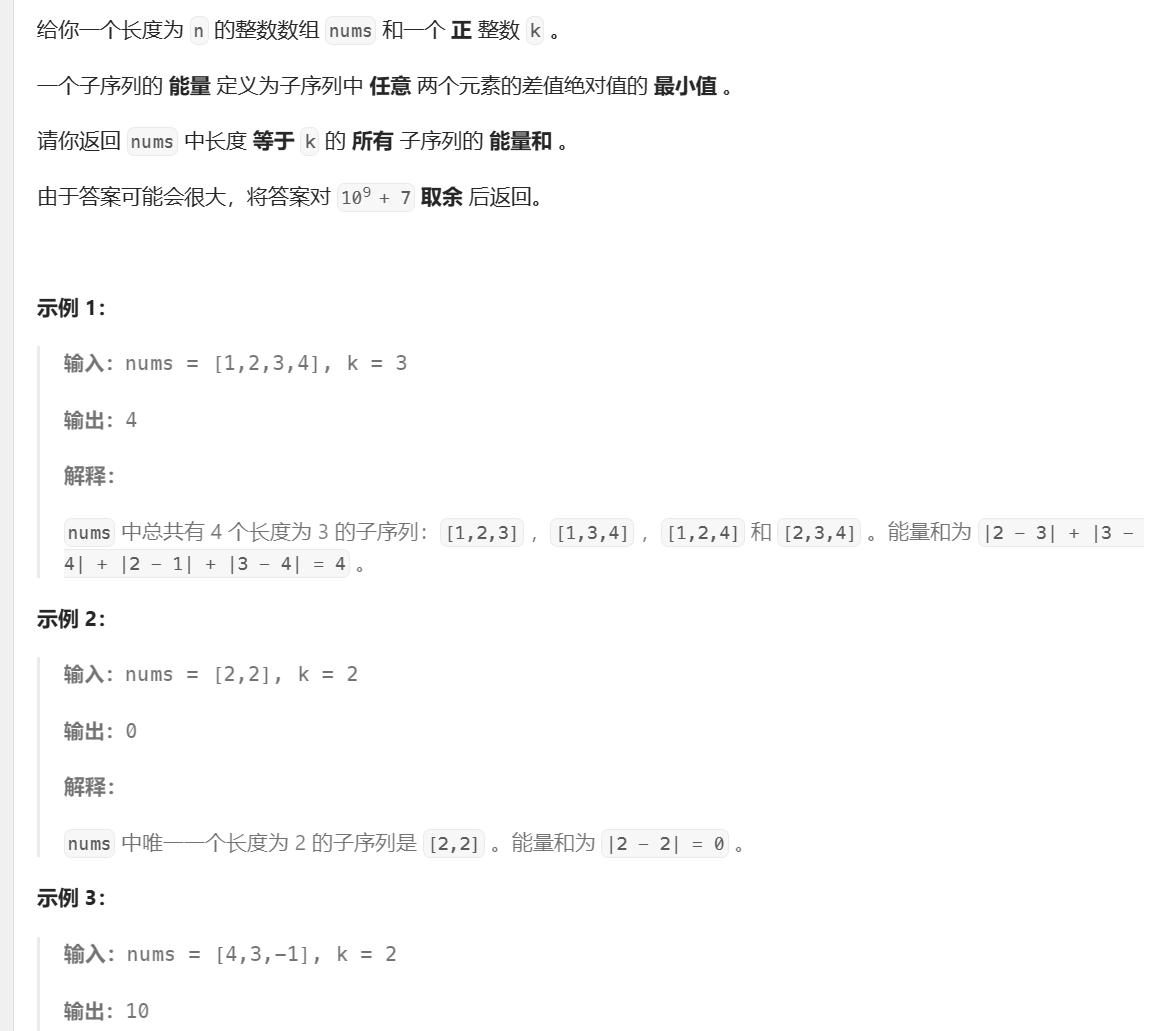 给你一个长度为 n 的整数数组 nums 和一个 正 整数 k 。
一个子序列的 能量 定义为子序列中 任意 两个元素的差值绝对值的 最小值 。
请你返回 nums 中长度 等于 k 的 所有 子序列的 能量和 。
由于答案可能会很大，将答案对 10⁹ + 7 取余 后返回。
示例 1：
输入：nums = [1,2,3,4], k = 3
输出：4
解释：
nums 中总共有 4 个长度为 3 的子序列：[1,2,3] ，[1,3,4] ，[1,2,4] 和 [2,3,4] 。能量和为 |2 - 3| + |3 -
4| + |2 - 1| + |3 - 4| = 4 。
示例 2：
输入：nums = [2,2], k = 2
输出：0
解释：
nums 中唯一一个长度为 2 的子序列是 [2,2] 。能量和为 |2 - 2| = 0 。
示例 3：
输入：nums = [4,3,-1], k = 2
输出：10